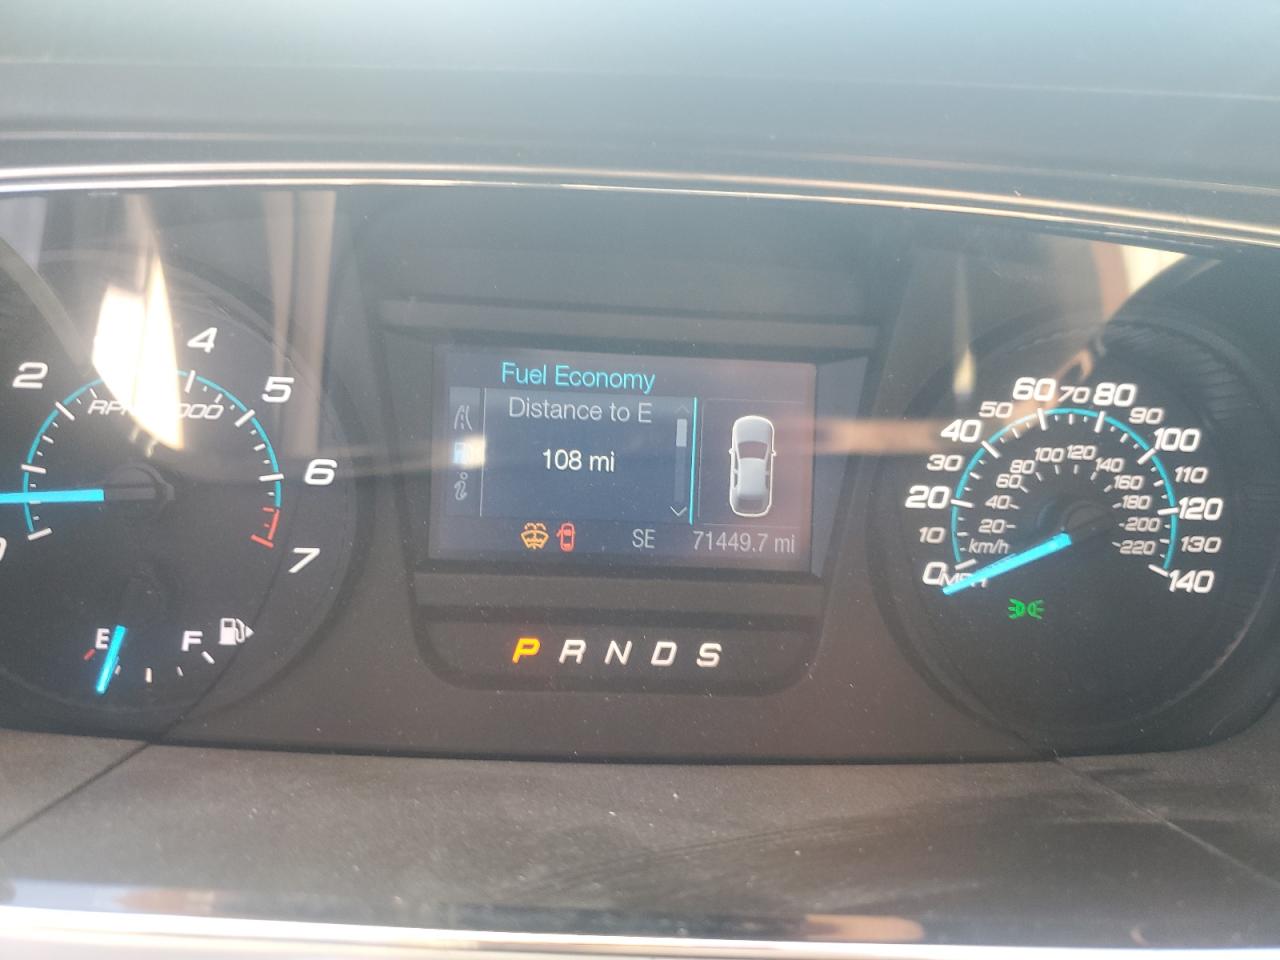 2
4
5
6
7
0
E
F
Fuel Economy
Distance to E
108 mi
SE
71449.7 mi
P R N D S
0 10 20 30 40 50 60 70 80 90 100 110 120 130 140
MPH
20 40 60 80 100 120 140 160 180 200 220
km/h